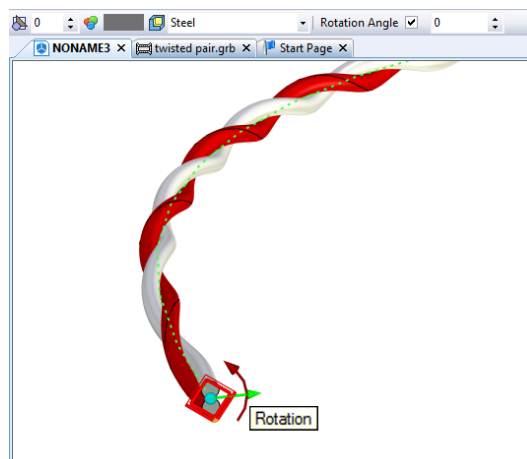 0 Steel Rotation Angle 0
NONAME3 twisted pair.grb Start Page
Rotation